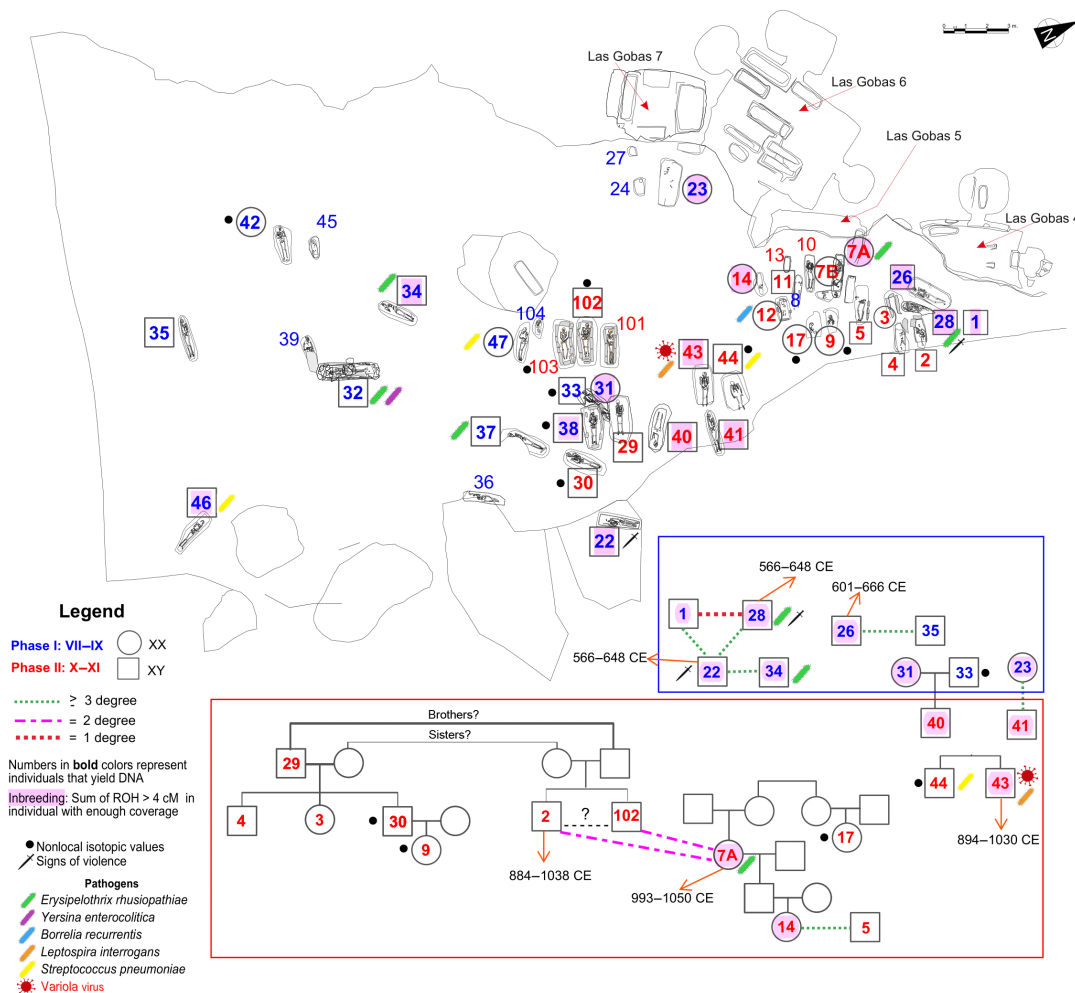 0 1 2 3 m.
N
Las Gobas 7
Las Gobas 6
Las Gobas 5
Las Gobas 4
27
24
23
42
45
34
35
39
32
46
104
47
103
102
101
33
31
38
37
29
30
36
22
43
44
40
41
14
13
11
10
7B
7A
8
12
17
9
5
3
26
28
1
4
2
Legend
Phase I: VII–IX
XX
Phase II: X–XI
XY
≥ 3 degree
= 2 degree
= 1 degree
Numbers in bold colors represent
individuals that yield DNA
Inbreeding: Sum of ROH > 4 cM in
individual with enough coverage
Nonlocal isotopic values
Signs of violence
Pathogens
Erysipelothrix rhusiopathiae
Yersina enterocolitica
Borrelia recurrentis
Leptospira interrogans
Streptococcus pneumoniae
Variola virus
566–648 CE
601–666 CE
1
28
26
35
566–648 CE
22
34
31
33
23
40
41
Brothers?
Sisters?
29
4
3
30
9
2
?
102
884–1038 CE
7A
17
993–1050 CE
14
5
44
43
894–1030 CE